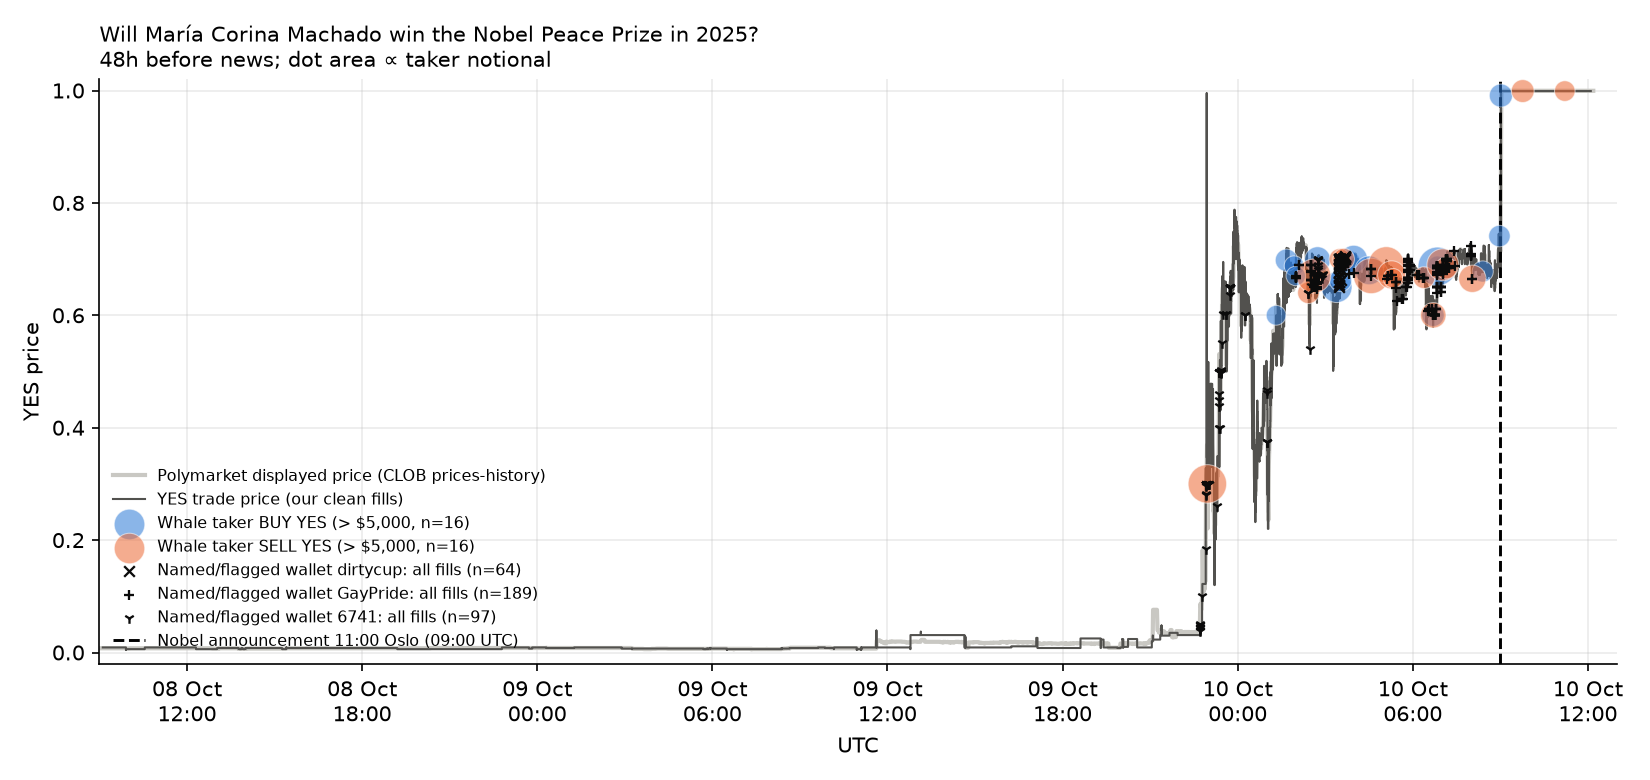 Will María Corina Machado win the Nobel Peace Prize in 2025?
48h before news; dot area ∝ taker notional
YES price
1.0
0.8
0.6
0.4
0.2
0.0
Polymarket displayed price (CLOB prices-history)
YES trade price (our clean fills)
Whale taker BUY YES (> $5,000, n=16)
Whale taker SELL YES (> $5,000, n=16)
Named/flagged wallet dirtycup: all fills (n=64)
Named/flagged wallet GayPride: all fills (n=189)
Named/flagged wallet 6741: all fills (n=97)
Nobel announcement 11:00 Oslo (09:00 UTC)
08 Oct 12:00
08 Oct 18:00
09 Oct 00:00
09 Oct 06:00
09 Oct 12:00
09 Oct 18:00
10 Oct 00:00
10 Oct 06:00
10 Oct 12:00
UTC